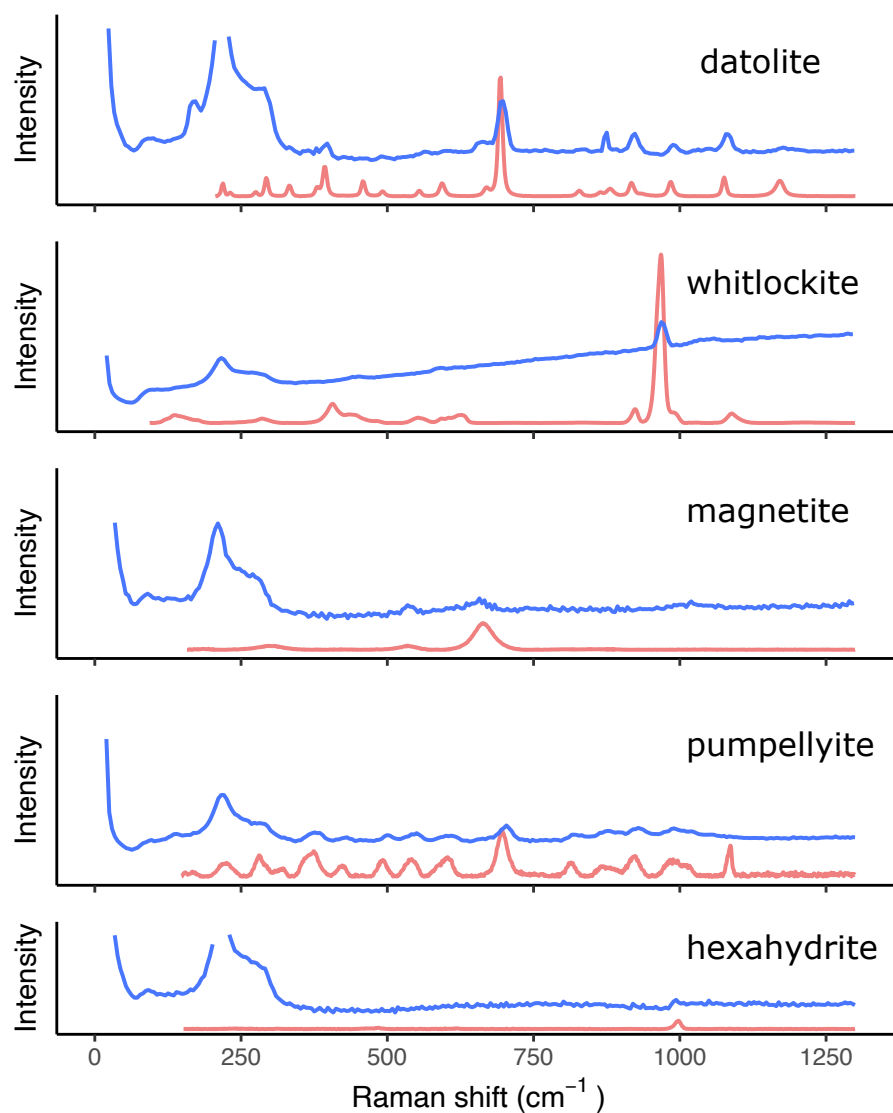 datolite
Intensity
whitlockite
Intensity
magnetite
Intensity
pumpellyite
Intensity
hexahydrite
Intensity
0 250 500 750 1000 1250
Raman shift (cm⁻¹ )